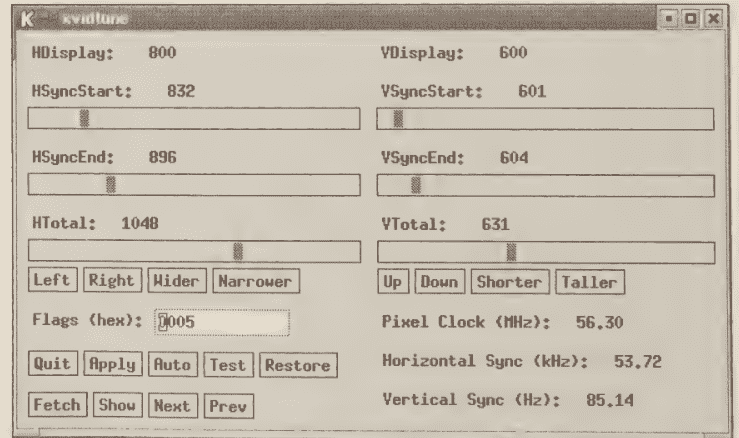 K xvidtune
HDisplay: 800 VDisplay: 600
HSyncStart: 832 VSyncStart: 601
HSyncEnd: 896 VSyncEnd: 604
HTotal: 1048 VTotal: 631
Left Right Wider Narrower Up Down Shorter Taller
Flags (hex): 0005 Pixel Clock (MHz): 56.30
Quit Apply Auto Test Restore Horizontal Sync (kHz): 53.72
Fetch Show Next Prev Vertical Sync (Hz): 85.14